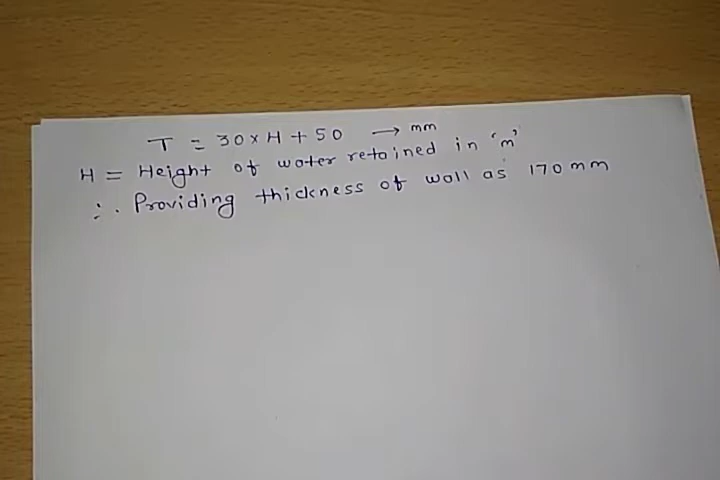 T = 30 x H + 50 → mm
H = Height of water retained in 'm'
∴ Providing thickness of wall as 170 mm